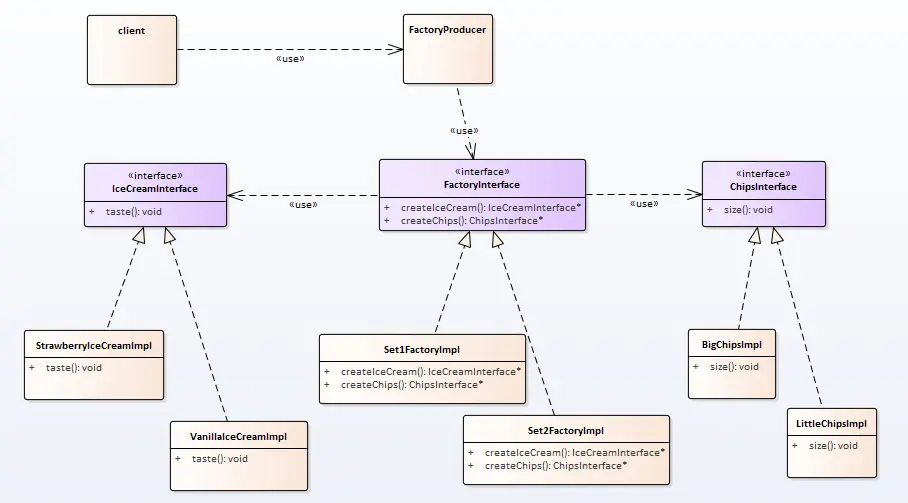 client
FactoryProducer
«use»
«use»
«interface»
IceCreamInterface
+ taste(): void
«interface»
FactoryInterface
+ createIceCream(): IceCreamInterface*
+ createChips(): ChipsInterface*
«interface»
ChipsInterface
+ size(): void
«use»
«use»
StrawberryIceCreamImpl
+ taste(): void
Set1FactoryImpl
+ createIceCream(): IceCreamInterface*
+ createChips(): ChipsInterface*
BigChipsImpl
+ size(): void
VanillaIceCreamImpl
+ taste(): void
Set2FactoryImpl
+ createIceCream(): IceCreamInterface*
+ createChips(): ChipsInterface*
LittleChipsImpl
+ size(): void